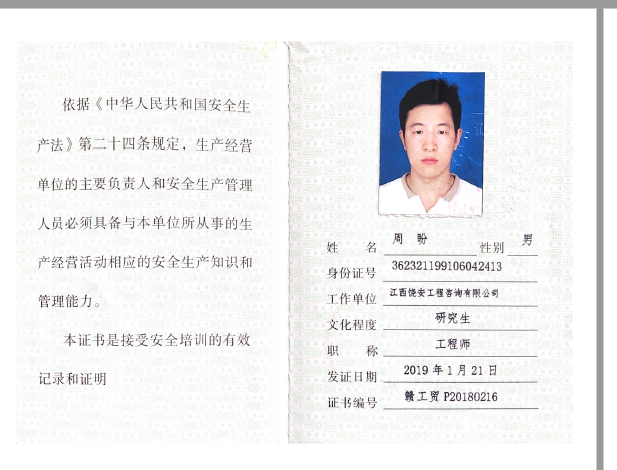 依据《中华人民共和国安全生
产法》第二十四条规定，生产经营
单位的主要负责人和安全生产管理
人员必须具备与本单位所从事的生
产经营活动相应的安全生产知识和
管理能力。
本证书是接受安全培训的有效
记录和证明
姓 名 周 盼 性别 男
身份证号 362321199106042413
工作单位 江西饶安工程咨询有限公司
文化程度 研究生
职 称 工程师
发证日期 2019 年 1 月 21 日
证书编号 赣工贸 P20180216